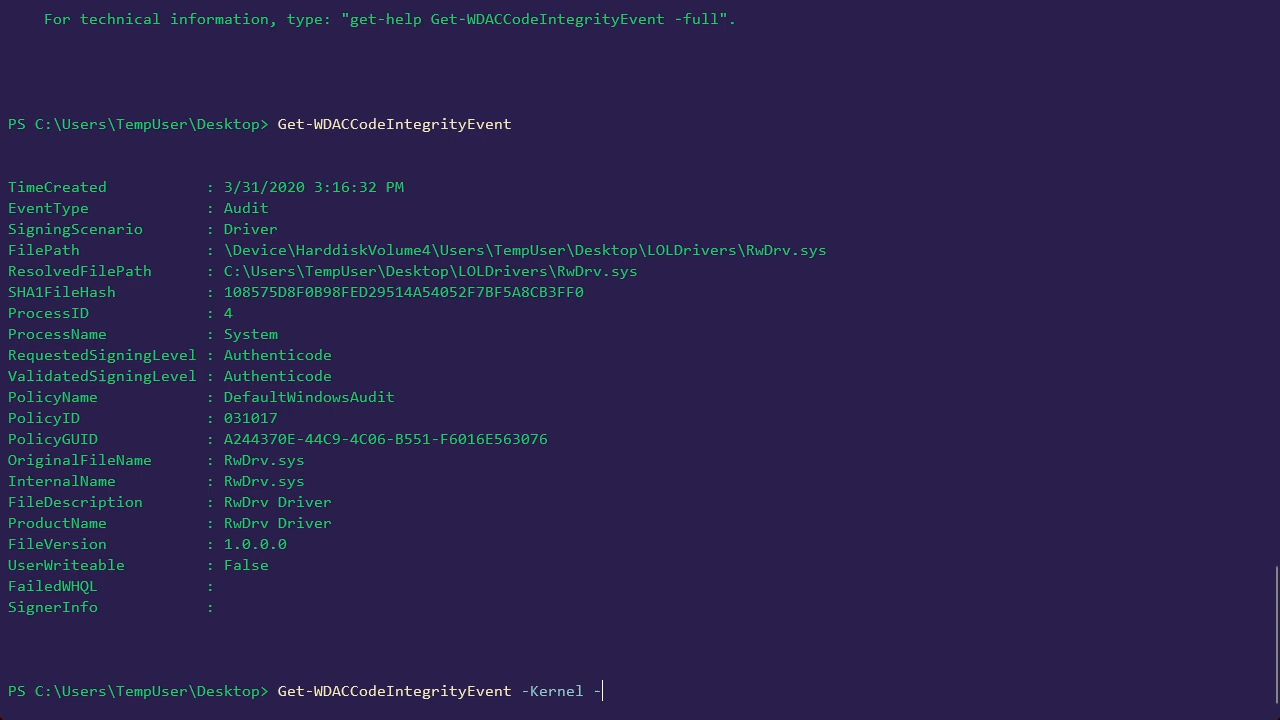 For technical information, type: "get-help Get-WDACCodeIntegrityEvent -full".
PS C:\Users\TempUser\Desktop> Get-WDACCodeIntegrityEvent
TimeCreated : 3/31/2020 3:16:32 PM
EventType : Audit
SigningScenario : Driver
FilePath : \Device\HarddiskVolume4\Users\TempUser\Desktop\LOLDrivers\RwDrv.sys
ResolvedFilePath : C:\Users\TempUser\Desktop\LOLDrivers\RwDrv.sys
SHA1FileHash : 108575D8F0B98FED29514A54052F7BF5A8CB3FF0
ProcessID : 4
ProcessName : System
RequestedSigningLevel : Authenticode
ValidatedSigningLevel : Authenticode
PolicyName : DefaultWindowsAudit
PolicyID : 031017
PolicyGUID : A244370E-44C9-4C06-B551-F6016E563076
OriginalFileName : RwDrv.sys
InternalName : RwDrv.sys
FileDescription : RwDrv Driver
ProductName : RwDrv Driver
FileVersion : 1.0.0.0
UserWriteable : False
FailedWHQL :
SignerInfo :
PS C:\Users\TempUser\Desktop> Get-WDACCodeIntegrityEvent -Kernel -